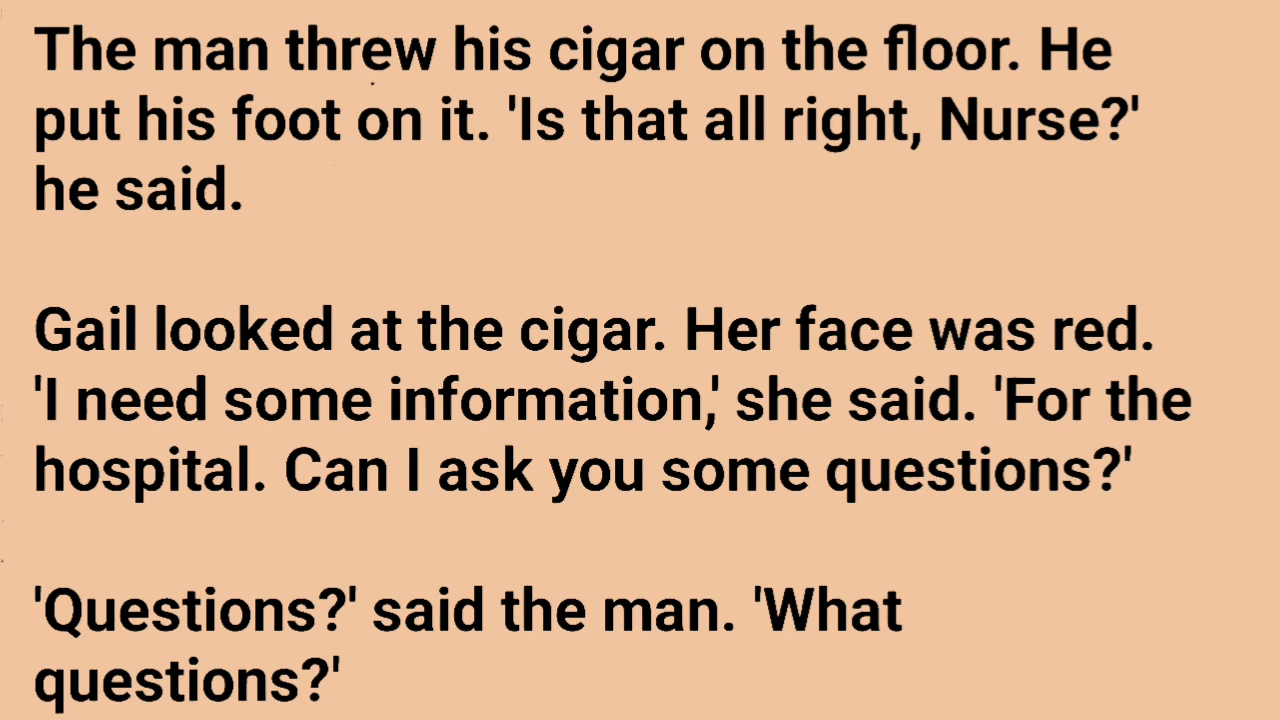 The man threw his cigar on the floor. He
put his foot on it. 'Is that all right, Nurse?'
he said.
Gail looked at the cigar. Her face was red.
'I need some information,' she said. 'For the
hospital. Can I ask you some questions?'
'Questions?' said the man. 'What
questions?'